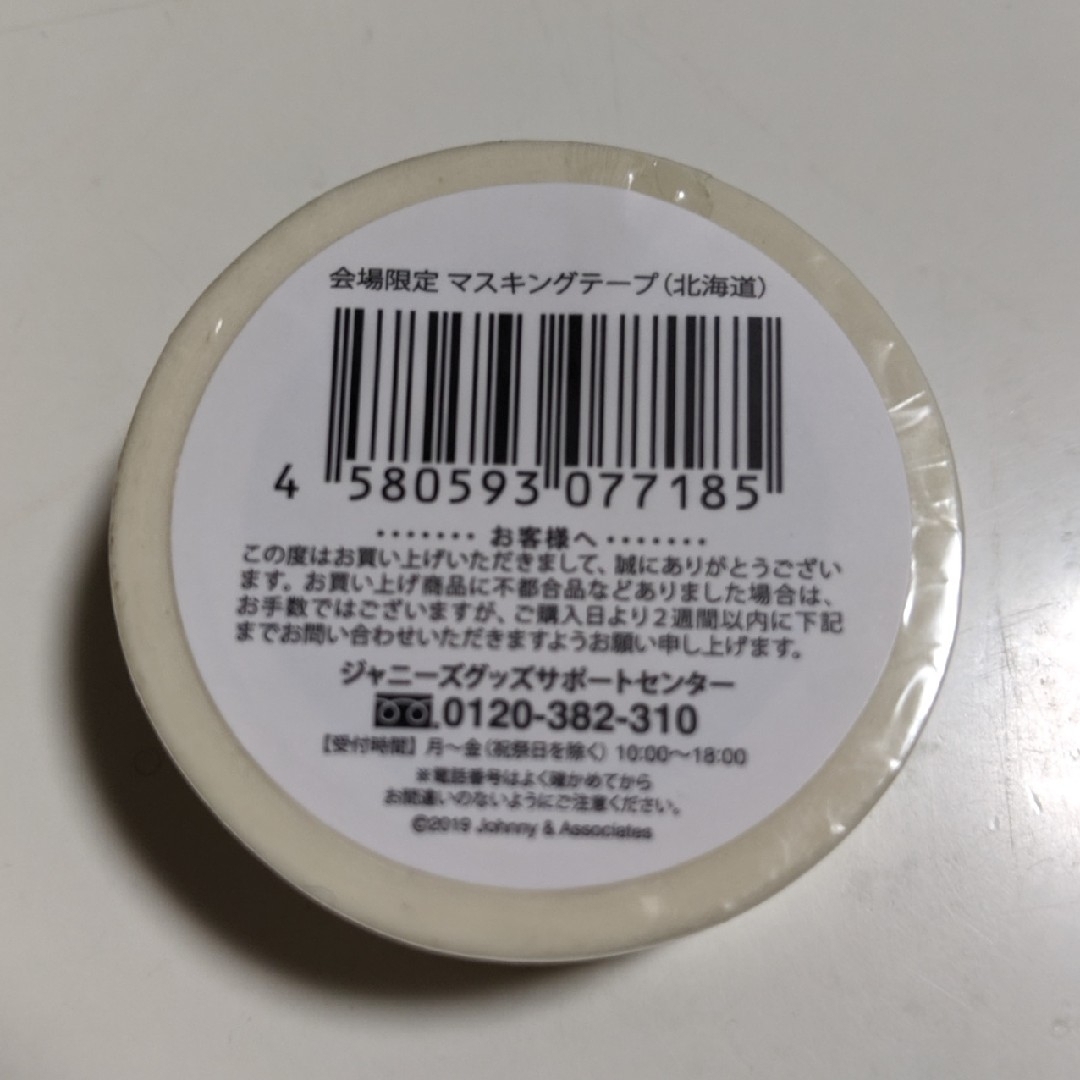 会場限定 マスキングテープ（北海道）
4 580593 077185
‥‥‥‥ お客様へ ‥‥‥‥
この度はお買い上げいただきまして、誠にありがとうござい
ます。お買い上げ商品に不都合品などありました場合は、
お手数ではございますが、ご購入日より2週間以内に下記
までお問い合わせいただきますようお願い申し上げます。
ジャニーズグッズサポートセンター
0120-382-310
【受付時間】月～金（祝祭日を除く）10:00～18:00
※電話番号はよく確かめてから
お間違いのないようにご注意ください。
©2019 Johnny & Associates